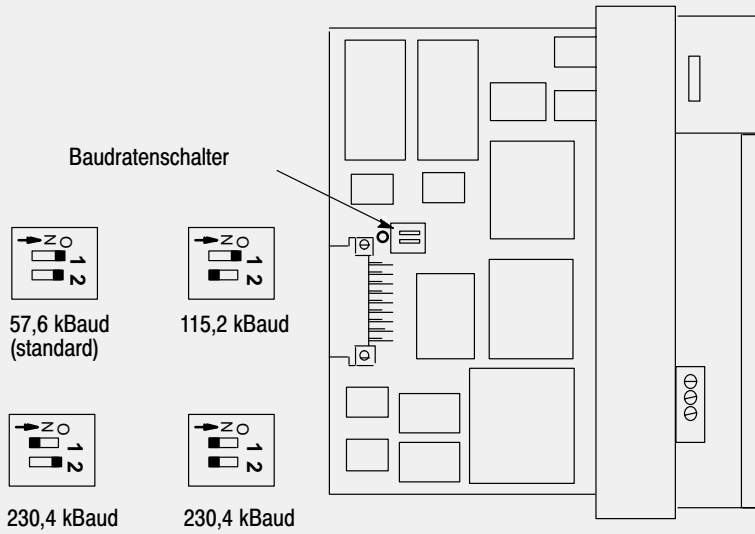 Baudratenschalter
ON
1
2
ON
1
2
57,6 kBaud
(standard)
115,2 kBaud
ON
1
2
ON
1
2
230,4 kBaud
230,4 kBaud